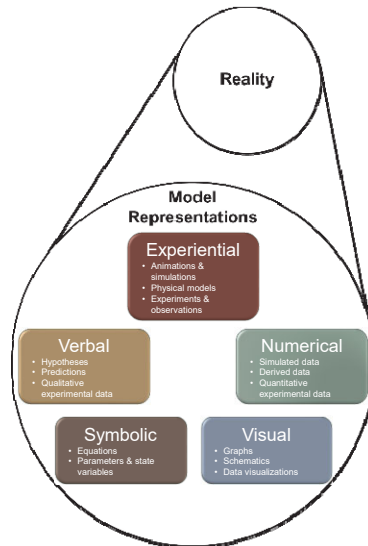 Reality
Model
Representations
Experiential
• Animations &
simulations
• Physical models
• Experiments &
observations
Verbal
• Hypotheses
• Predictions
• Qualitative
experimental data
Numerical
• Simulated data
• Derived data
• Quantitative
experimental data
Symbolic
• Equations
• Parameters & state
variables
Visual
• Graphs
• Schematics
• Data visualizations